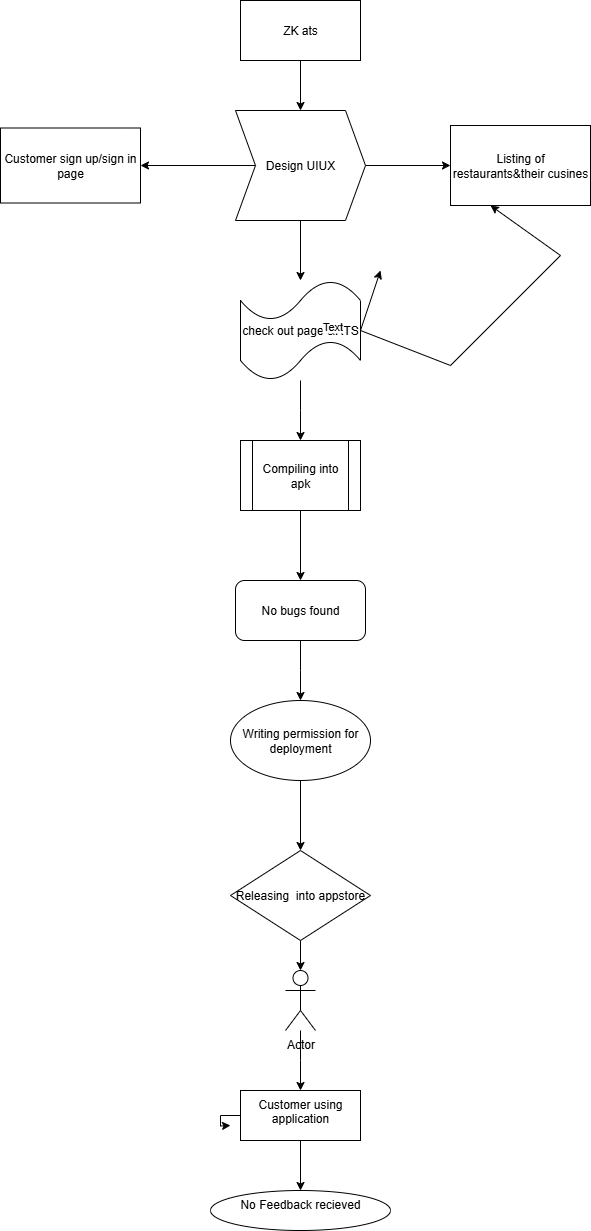 ZK ats
Customer sign up/sign in
page
Design UIUX
Listing of
restaurants&their cusines
check out page
Text
TS
Compiling into
apk
No bugs found
Writing permission for
deployment
Releasing  into appstore
Actor
Customer using
application
No Feedback recieved